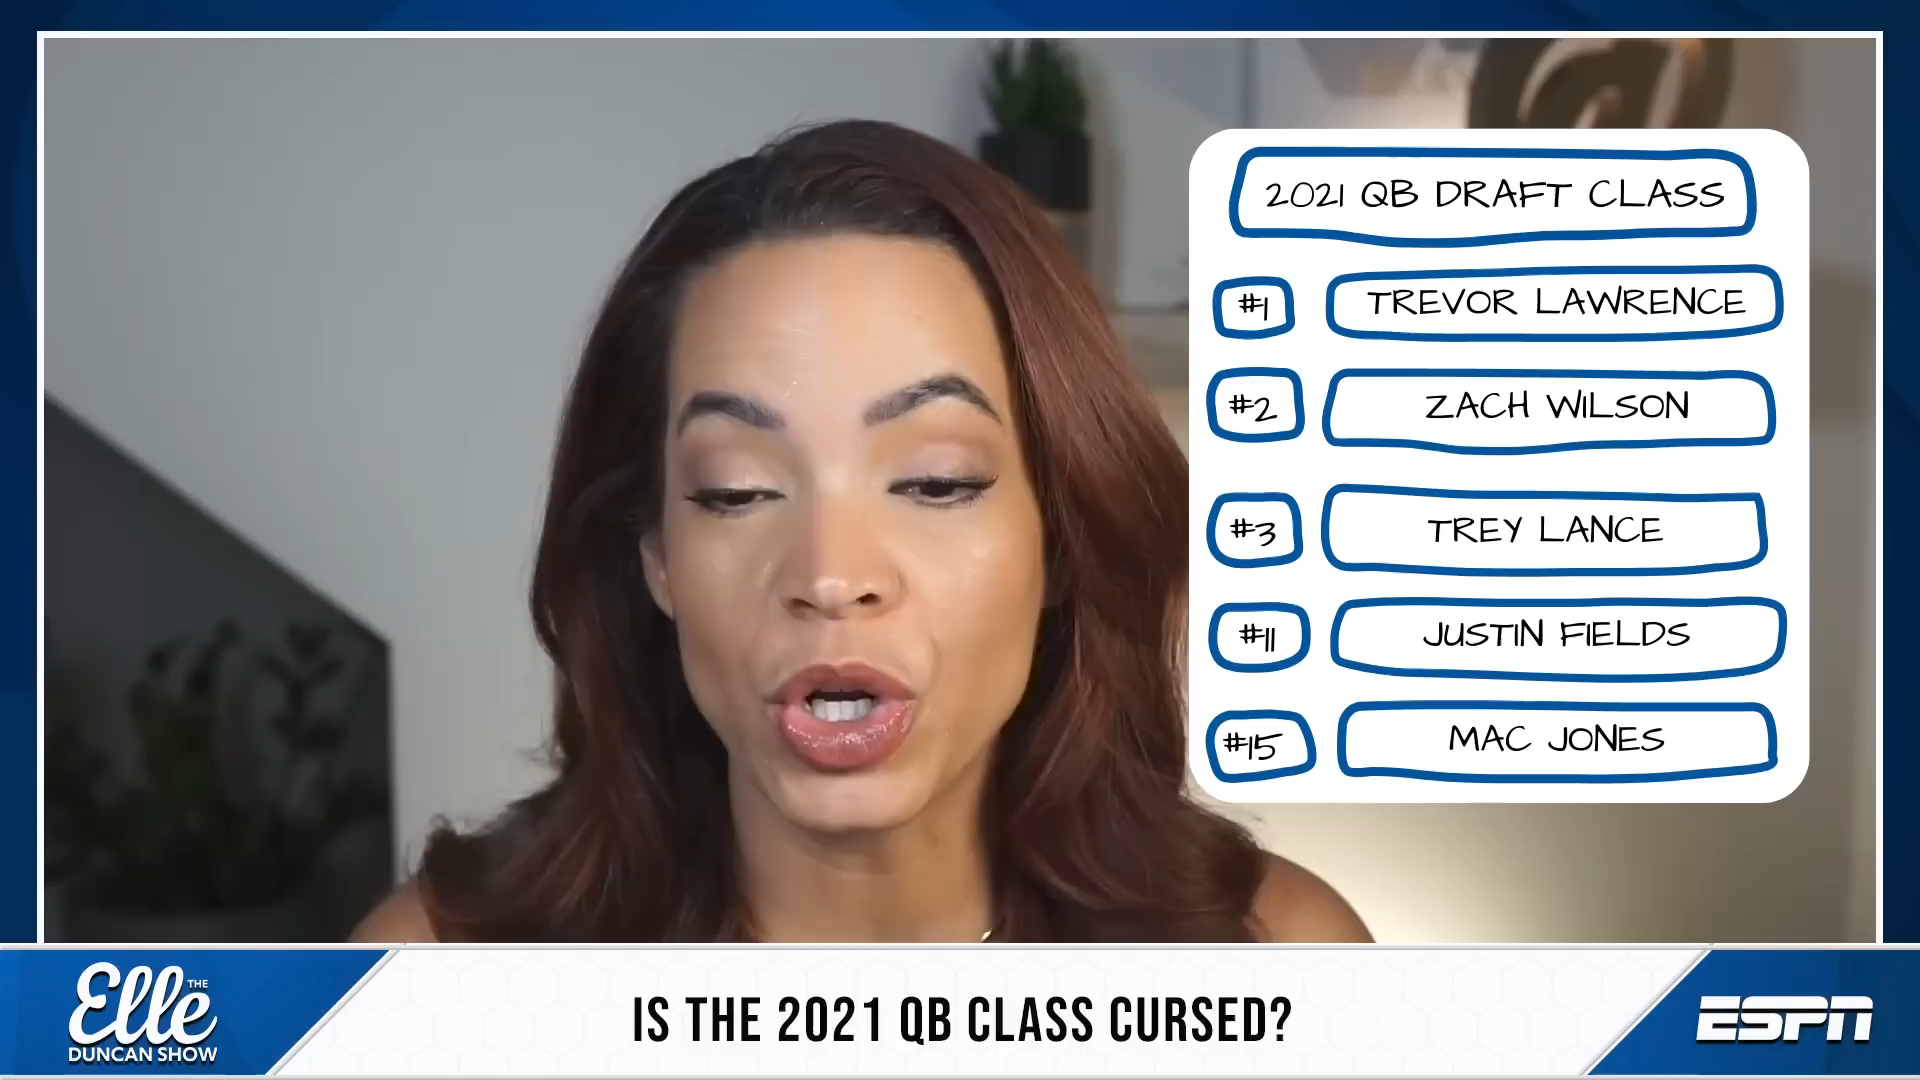 2021 QB DRAFT CLASS
#1 TREVOR LAWRENCE
#2 ZACH WILSON
#3 TREY LANCE
#11 JUSTIN FIELDS
#15 MAC JONES
THE
Elle
DUNCAN SHOW
IS THE 2021 QB CLASS CURSED?
ESPN